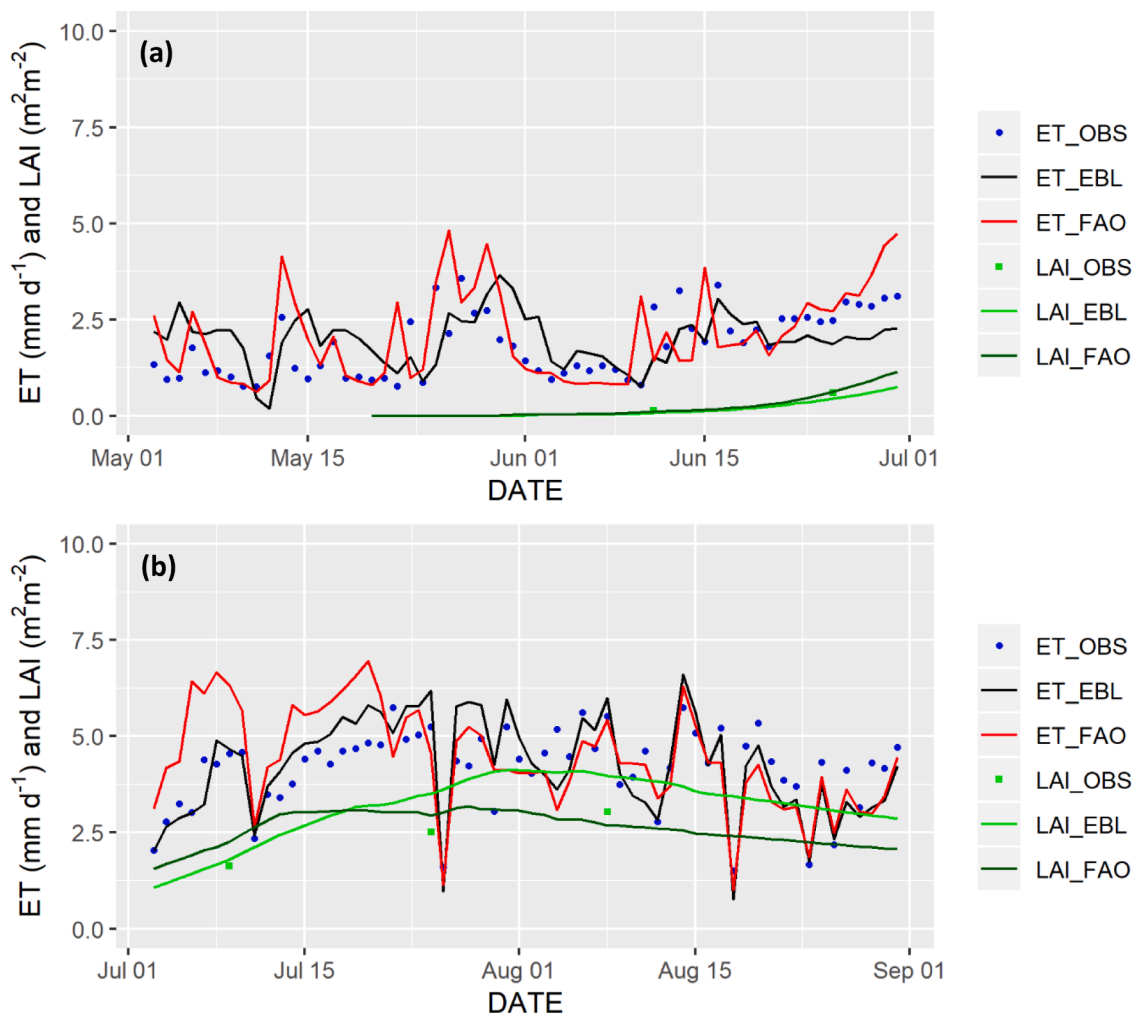 (a)
10.0
7.5
5.0
2.5
0.0
ET (mm d⁻¹) and LAI (m²m⁻²)
May 01 May 15 Jun 01 Jun 15 Jul 01
DATE
ET_OBS
ET_EBL
ET_FAO
LAI_OBS
LAI_EBL
LAI_FAO
(b)
10.0
7.5
5.0
2.5
0.0
ET (mm d⁻¹) and LAI (m²m⁻²)
Jul 01 Jul 15 Aug 01 Aug 15 Sep 01
DATE
ET_OBS
ET_EBL
ET_FAO
LAI_OBS
LAI_EBL
LAI_FAO